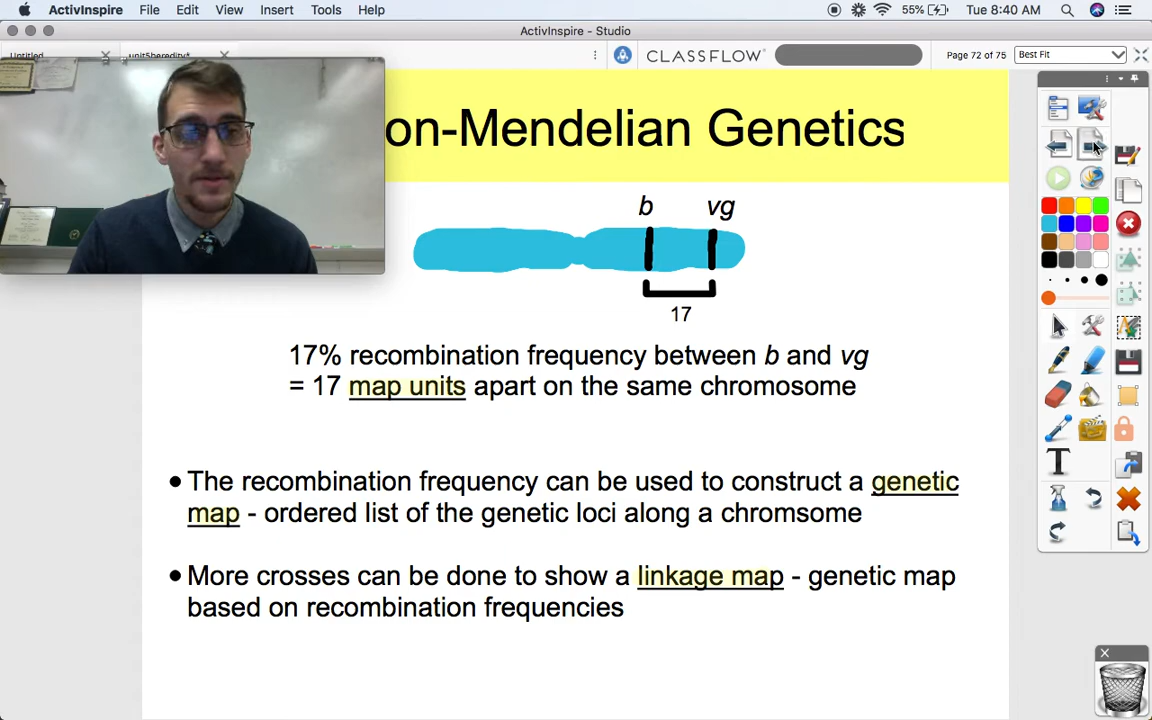 ActivInspire File Edit View Insert Tools Help 55% Tue 8:40 AM
ActivInspire - Studio
Untitled unit5heredity* CLASSFLOW Page 72 of 75 Best Fit
on-Mendelian Genetics
b vg
17
17% recombination frequency between b and vg
= 17 map units apart on the same chromosome
• The recombination frequency can be used to construct a genetic
map - ordered list of the genetic loci along a chromsome
• More crosses can be done to show a linkage map - genetic map
based on recombination frequencies
T